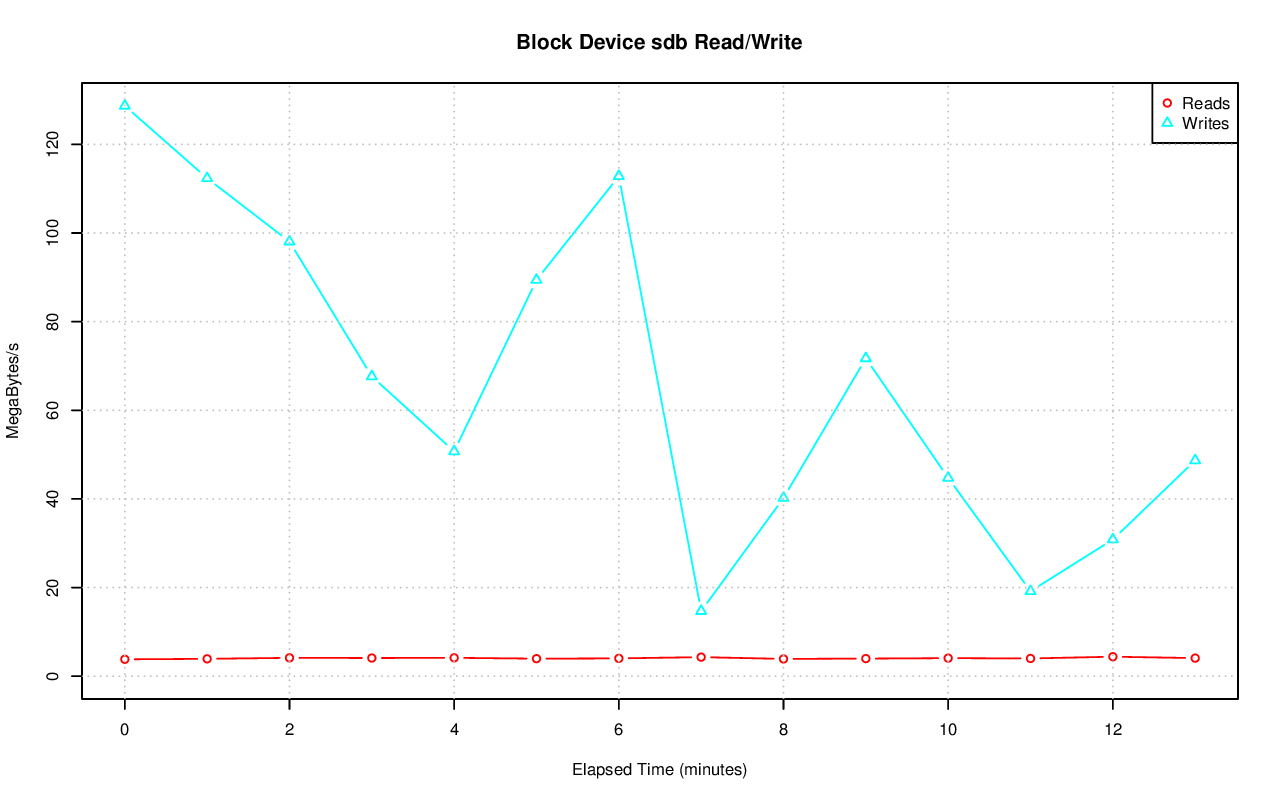 Block Device sdb Read/Write
Reads
Writes
MegaBytes/s
120
100
80
60
40
20
0
0 2 4 6 8 10 12
Elapsed Time (minutes)